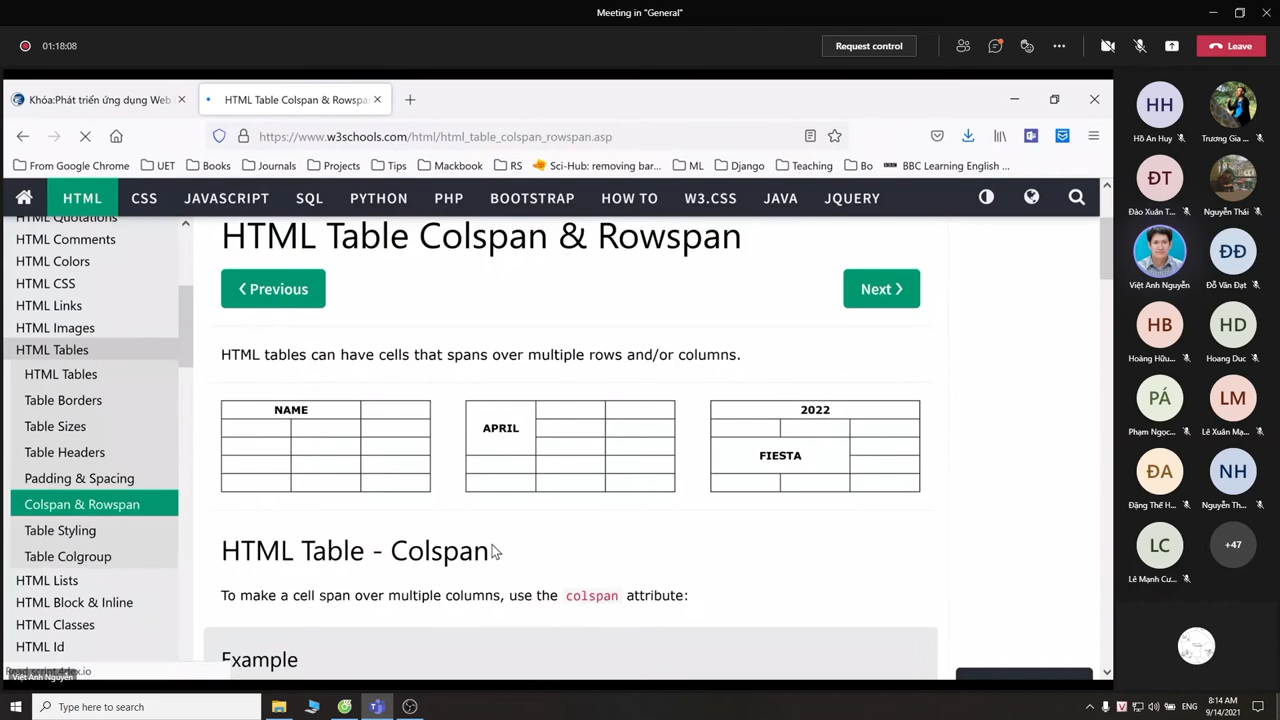 Meeting in "General"
01:18:08
Request control
Leave
Khóa:Phát triển ứng dụng Web
HTML Table Colspan & Rowspa
https://www.w3schools.com/html/html_table_colspan_rowspan.asp
From Google Chrome
UET
Books
Journals
Projects
Tips
Mackbook
RS
Sci-Hub: removing bar...
ML
Django
Teaching
Bo
BBC Learning English ...
HTML
CSS
JAVASCRIPT
SQL
PYTHON
PHP
BOOTSTRAP
HOW TO
W3.CSS
JAVA
JQUERY
HTML Quotations
HTML Comments
HTML Colors
HTML CSS
HTML Links
HTML Images
HTML Tables
HTML Tables
Table Borders
Table Sizes
Table Headers
Padding & Spacing
Colspan & Rowspan
Table Styling
Table Colgroup
HTML Lists
HTML Block & Inline
HTML Classes
HTML Id
Việt Anh Nguyễn
HTML Table Colspan & Rowspan
❮ Previous
Next ❯
HTML tables can have cells that spans over multiple rows and/or columns.
NAME
APRIL
2022
FIESTA
HTML Table - Colspan
To make a cell span over multiple columns, use the colspan attribute:
Example
HH
Hồ An Huy
Trương Gia ...
ĐT
Đào Xuân T...
Nguyễn Thái
Việt Anh Nguyễn
ĐĐ
Đỗ Văn Đạt
HB
Hoàng Hữu...
HD
Hoang Duc
PÁ
Phạm Ngọc...
LM
Lê Xuân Mạ...
ĐA
Đặng Thế H...
NH
Nguyễn Th...
LC
Lê Mạnh Cư...
+47
Type here to search
V
ENG
8:14 AM
9/14/2021